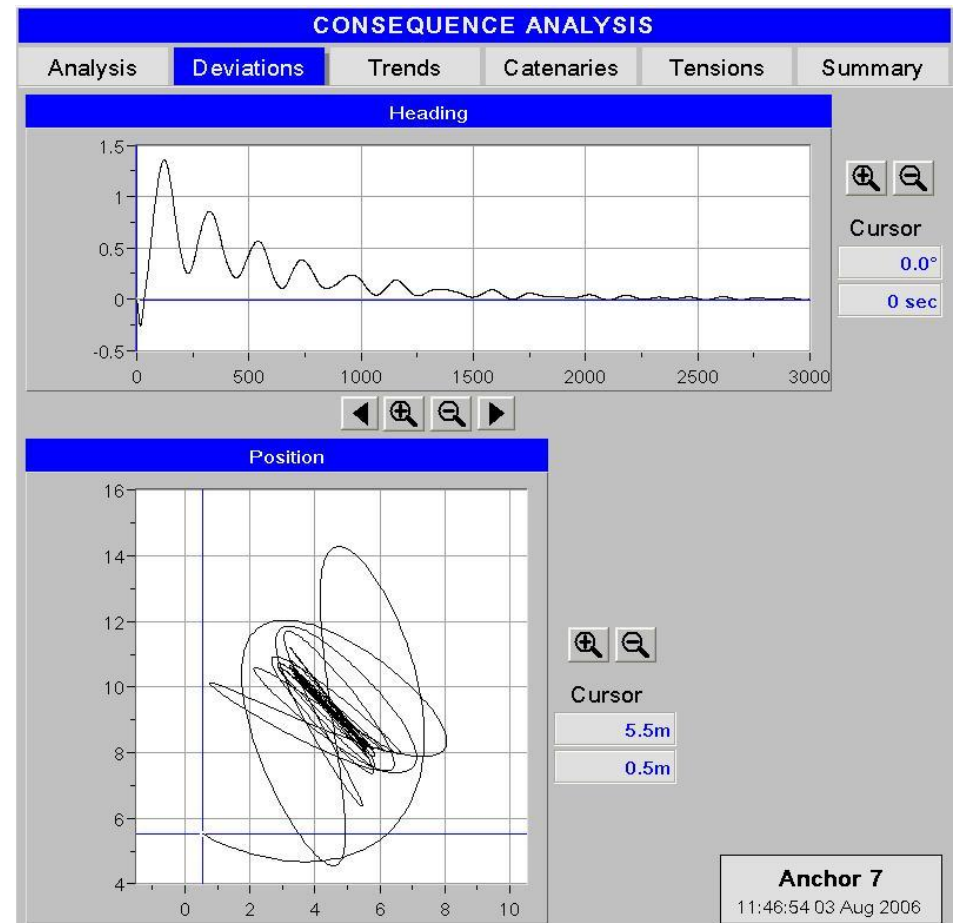 CONSEQUENCE ANALYSIS
Analysis Deviations Trends Catenaries Tensions Summary
Heading
1.5
1
0.5
0
-0.5
0 500 1000 1500 2000 2500 3000
Cursor
0.0°
0 sec
Position
16
14
12
10
8
6
4
0 2 4 6 8 10
Cursor
5.5m
0.5m
Anchor 7
11:46:54 03 Aug 2006